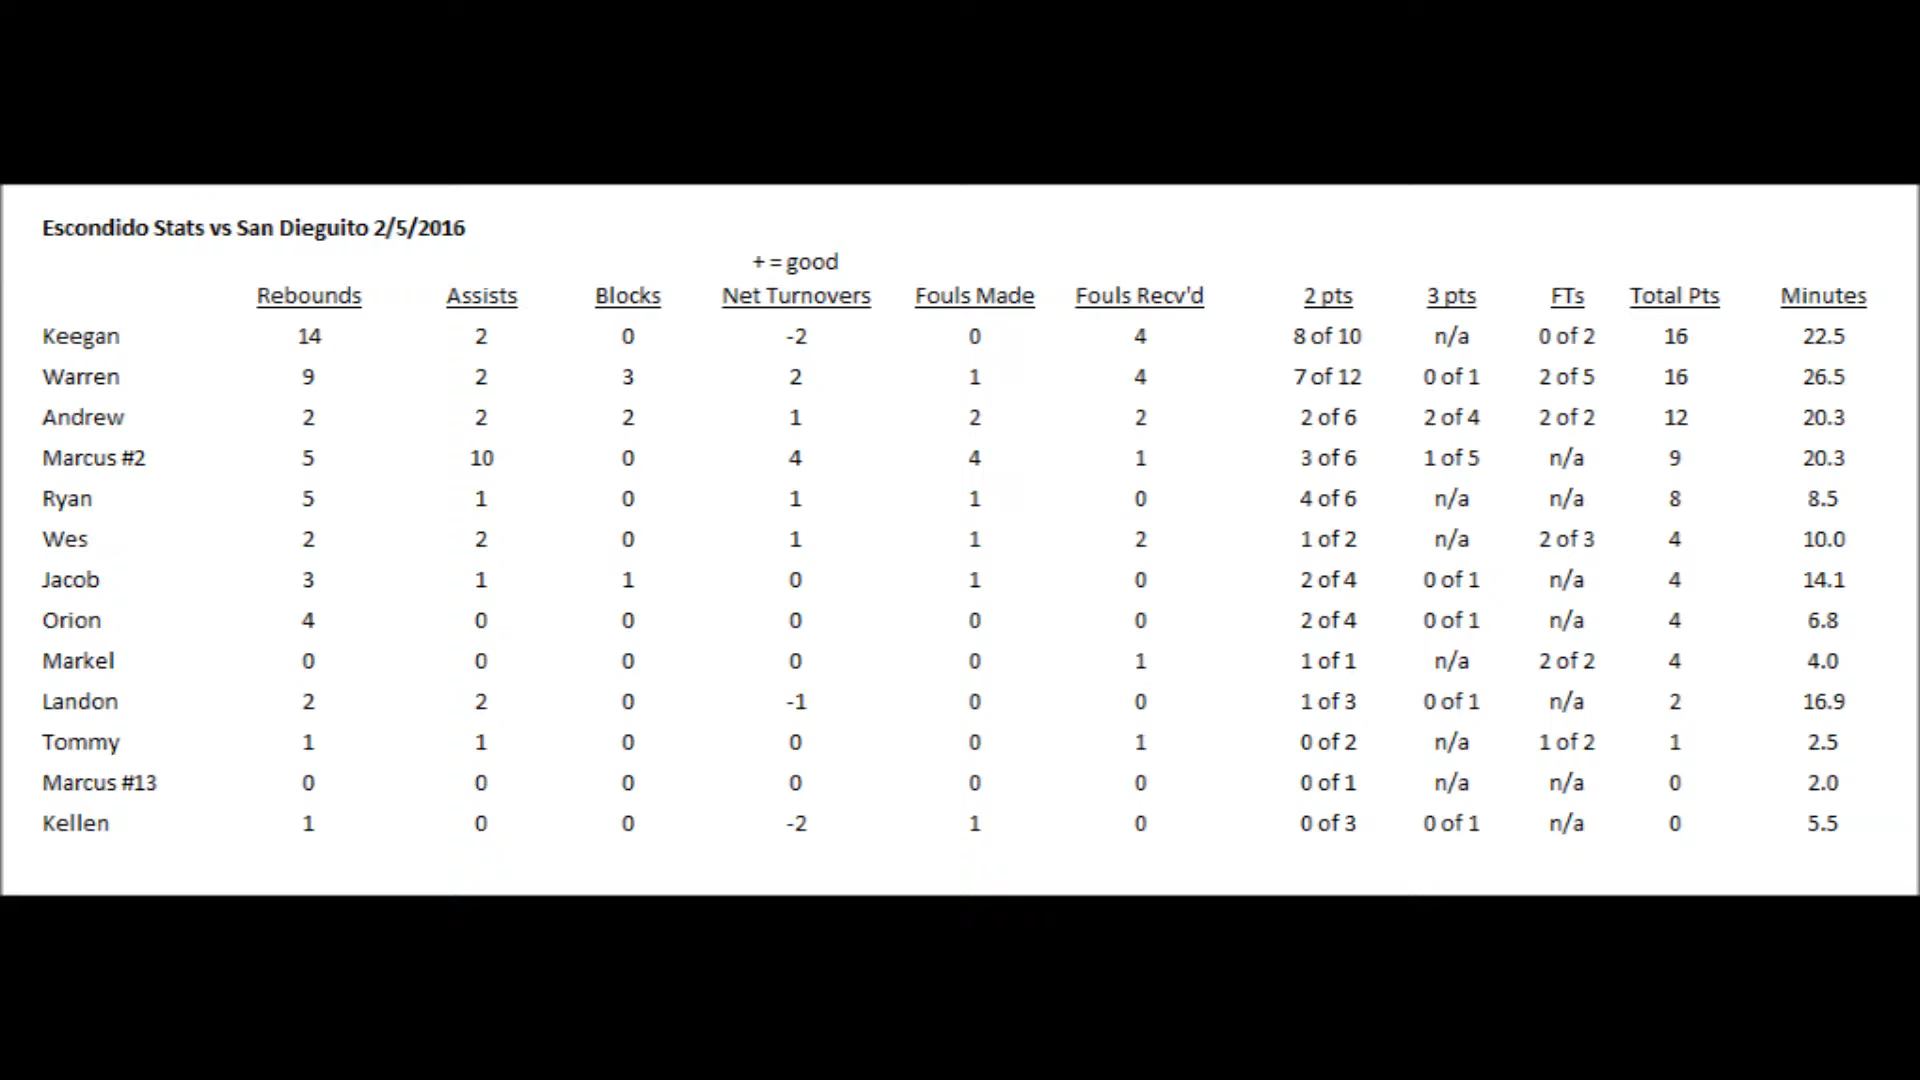 Escondido Stats vs San Dieguito 2/5/2016
+ = good
Rebounds Assists Blocks Net Turnovers Fouls Made Fouls Recv'd 2 pts 3 pts FTs Total Pts Minutes
Keegan 14 2 0 -2 0 4 8 of 10 n/a 0 of 2 16 22.5
Warren 9 2 3 2 1 4 7 of 12 0 of 1 2 of 5 16 26.5
Andrew 2 2 2 1 2 2 2 of 6 2 of 4 2 of 2 12 20.3
Marcus #2 5 10 0 4 4 1 3 of 6 1 of 5 n/a 9 20.3
Ryan 5 1 0 1 1 0 4 of 6 n/a n/a 8 8.5
Wes 2 2 0 1 1 2 1 of 2 n/a 2 of 3 4 10.0
Jacob 3 1 1 0 1 0 2 of 4 0 of 1 n/a 4 14.1
Orion 4 0 0 0 0 0 2 of 4 0 of 1 n/a 4 6.8
Markel 0 0 0 0 0 1 1 of 1 n/a 2 of 2 4 4.0
Landon 2 2 0 -1 0 0 1 of 3 0 of 1 n/a 2 16.9
Tommy 1 1 0 0 0 1 0 of 2 n/a 1 of 2 1 2.5
Marcus #13 0 0 0 0 0 0 0 of 1 n/a n/a 0 2.0
Kellen 1 0 0 -2 1 0 0 of 3 0 of 1 n/a 0 5.5